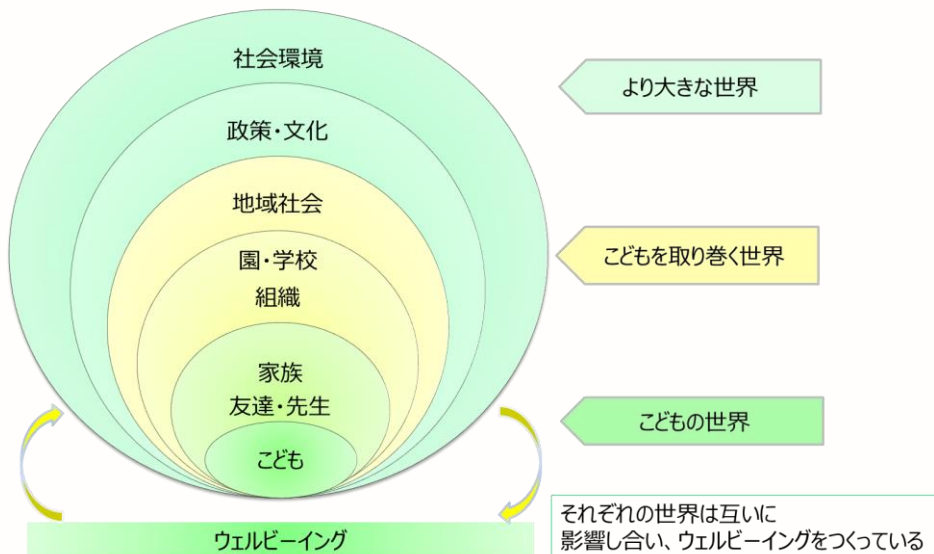 社会環境
政策・文化
地域社会
園・学校
組織
家族
友達・先生
こども
ウェルビーイング
より大きな世界
こどもを取り巻く世界
こどもの世界
それぞれの世界は互いに
影響し合い、ウェルビーイングをつくっている